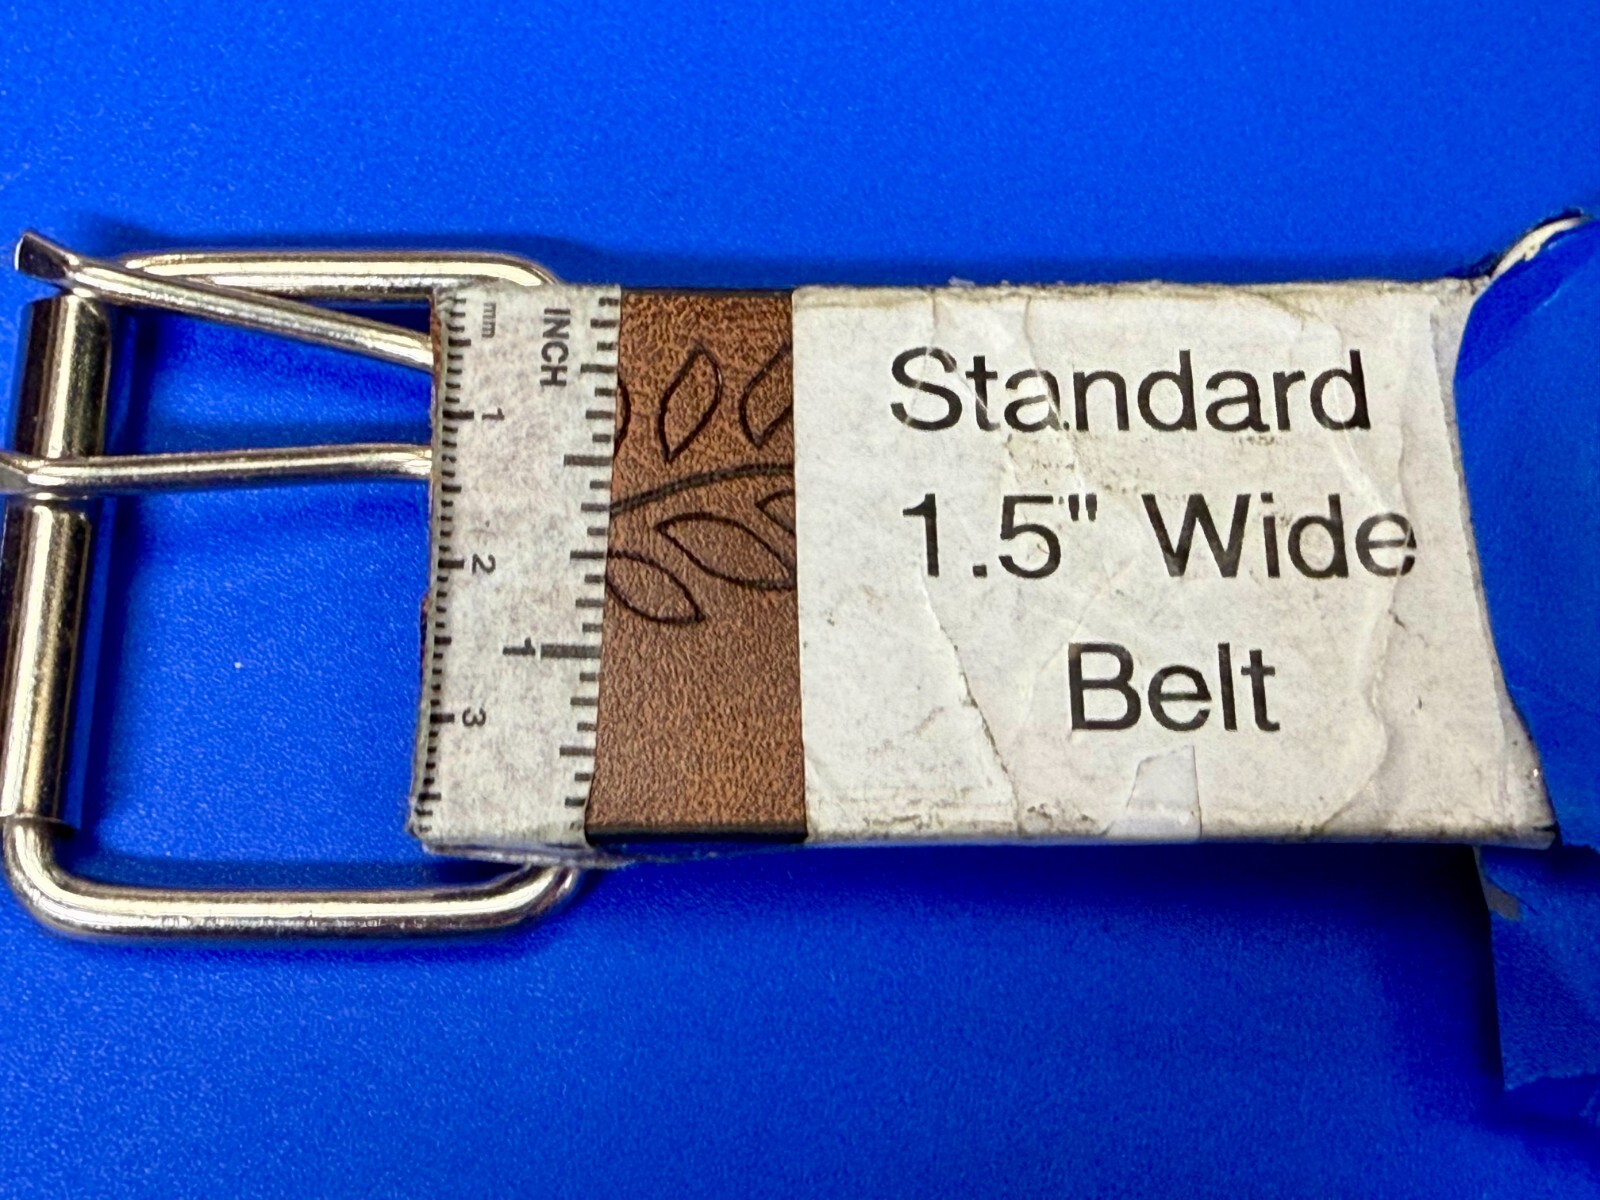 mm
INCH
1
2
3
1
Standard
1.5" Wide
Belt